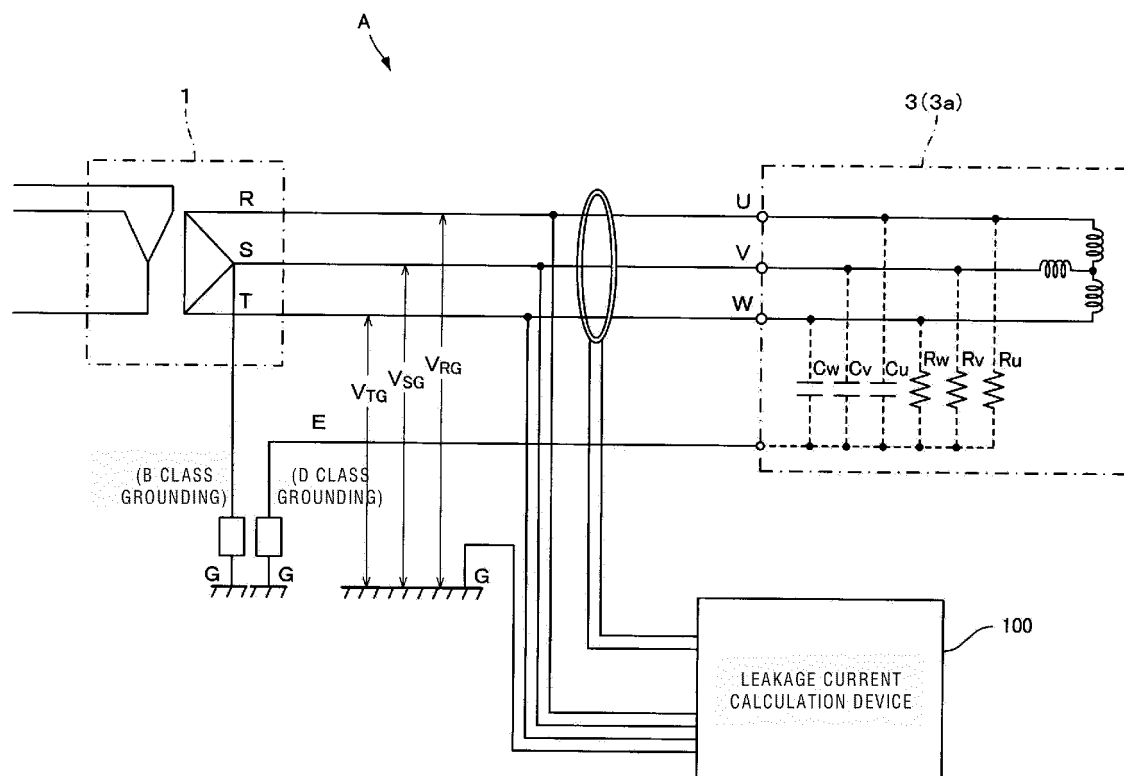 A
1
3(3a)
R
S
T
U
V
W
VTG
VSG
VRG
Cw
Cv
Cu
Rw
Rv
Ru
E
(B CLASS
GROUNDING)
(D CLASS
GROUNDING)
G
G
G
100
LEAKAGE CURRENT
CALCULATION DEVICE